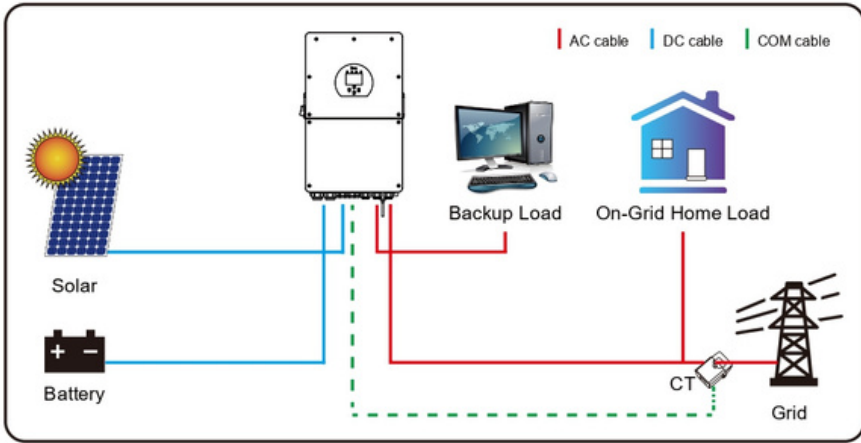 AC cable
DC cable
COM cable
Backup Load
On-Grid Home Load
Solar
Battery
CT
Grid